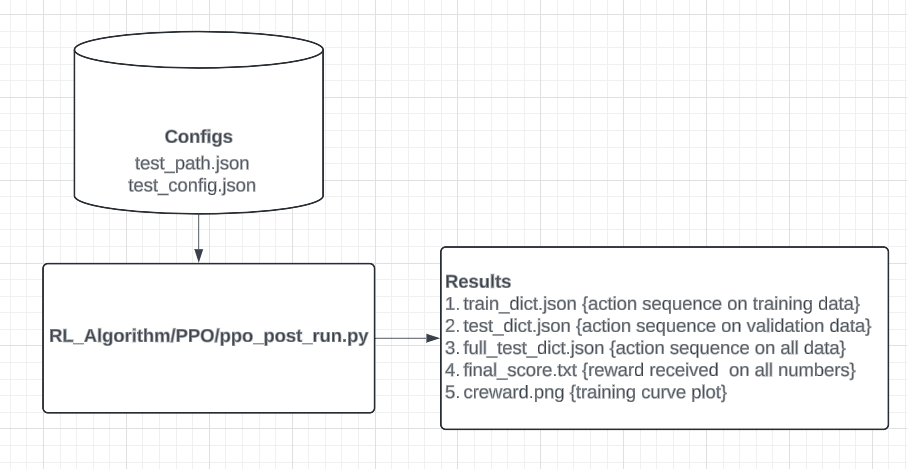 Configs
test_path.json
test_config.json
RL_Algorithm/PPO/ppo_post_run.py
Results
1. train_dict.json {action sequence on training data}
2. test_dict.json {action sequence on validation data}
3. full_test_dict.json {action sequence on all data}
4. final_score.txt {reward received on all numbers}
5. creward.png {training curve plot}